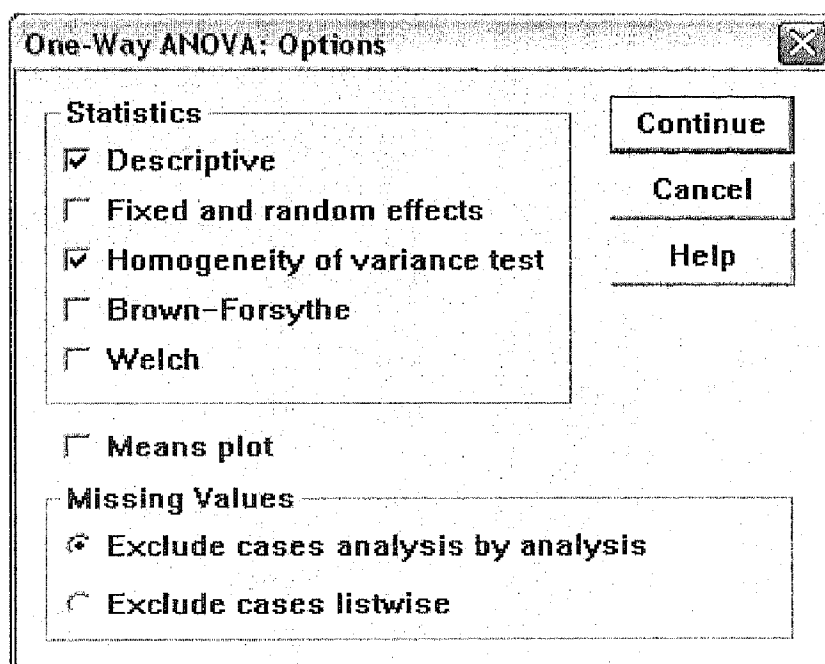 One-Way ANOVA: Options
Statistics
Descriptive
Fixed and random effects
Homogeneity of variance test
Brown-Forsythe
Welch
Continue
Cancel
Help
Means plot
Missing Values
Exclude cases analysis by analysis
Exclude cases listwise